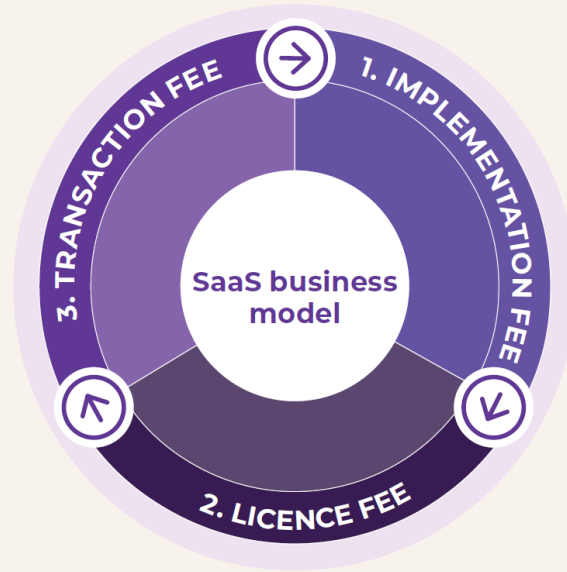 SaaS business
model
1. IMPLEMENTATION FEE
2. LICENCE FEE
3. TRANSACTION FEE